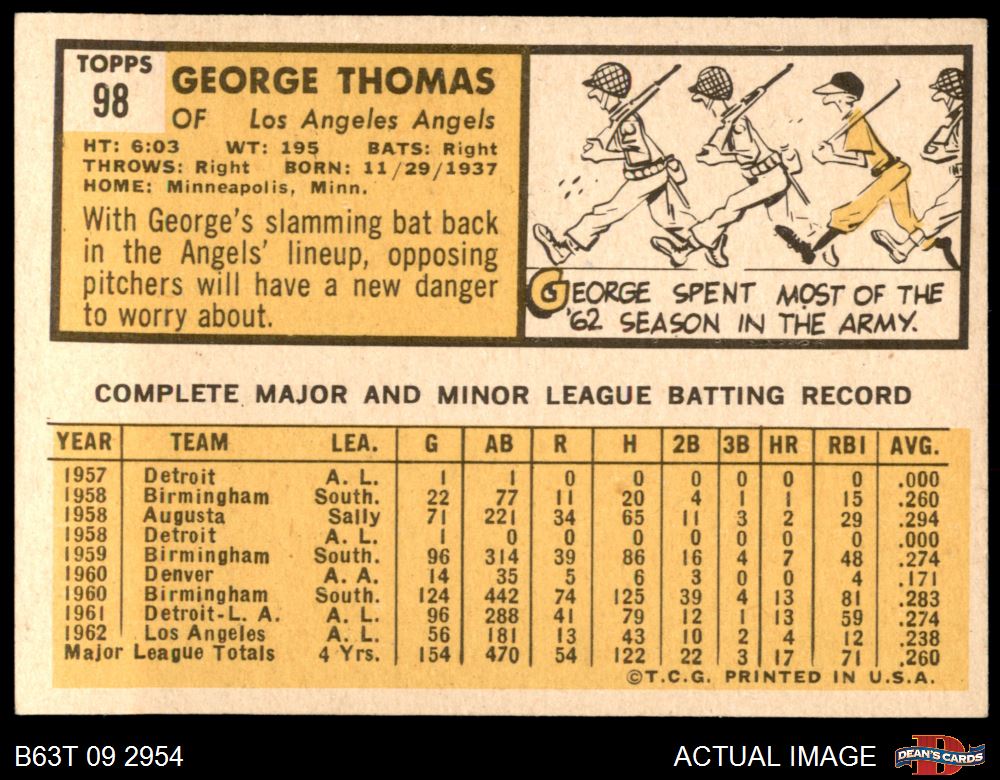 TOPPS
98
GEORGE THOMAS
OF Los Angeles Angels
HT: 6:03 WT: 195 BATS: Right
THROWS: Right BORN: 11/29/1937
HOME: Minneapolis, Minn.
With George's slamming bat back
in the Angels' lineup, opposing
pitchers will have a new danger
to worry about.
GEORGE SPENT MOST OF THE
'62 SEASON IN THE ARMY.
COMPLETE MAJOR AND MINOR LEAGUE BATTING RECORD
YEAR TEAM LEA. G AB R H 2B 3B HR RBI AVG.
1957 Detroit A. L. 1 1 0 0 0 0 0 0 .000
1958 Birmingham South. 22 77 11 20 4 1 1 15 .260
1958 Augusta Sally 71 221 34 65 11 3 2 29 .294
1958 Detroit A. L. 1 0 0 0 0 0 0 0 .000
1959 Birmingham South. 96 314 39 86 16 4 7 48 .274
1960 Denver A. A. 14 35 5 6 3 0 0 4 .171
1960 Birmingham South. 124 442 74 125 39 4 13 81 .283
1961 Detroit-L. A. A. L. 96 288 41 79 12 1 13 59 .274
1962 Los Angeles A. L. 56 181 13 43 10 2 4 12 .238
Major League Totals 4 Yrs. 154 470 54 122 22 3 17 71 .260
©T.C.G. PRINTED IN U.S.A.
B63T 09 2954
ACTUAL IMAGE
D
DEAN'S CARDS